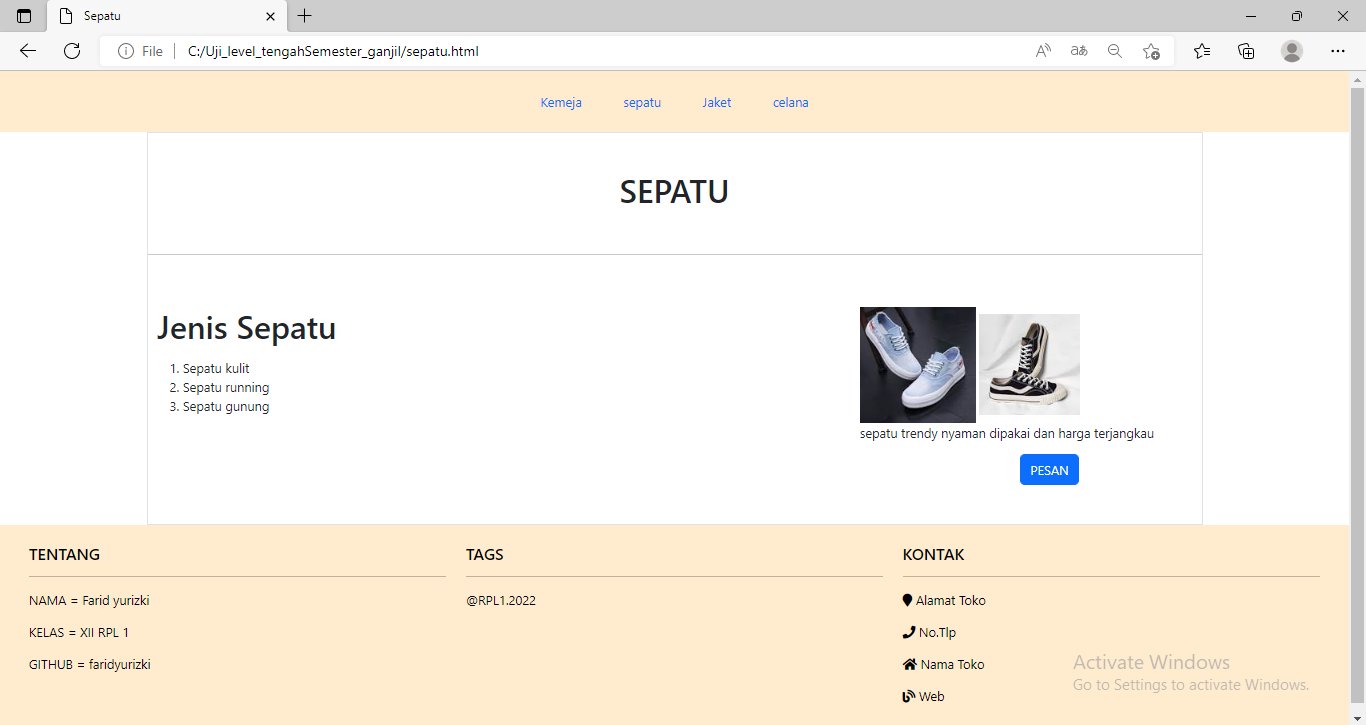 Sepatu
File
C:/Uji_level_tengahSemester_ganjil/sepatu.html
Kemeja sepatu Jaket celana
SEPATU
Jenis Sepatu
1. Sepatu kulit
2. Sepatu running
3. Sepatu gunung
sepatu trendy nyaman dipakai dan harga terjangkau
PESAN
TENTANG
NAMA = Farid yurizki
KELAS = XII RPL 1
GITHUB = faridyurizki
TAGS
@RPL1.2022
KONTAK
Alamat Toko
No.Tlp
Nama Toko
Web
Activate Windows
Go to Settings to activate Windows.